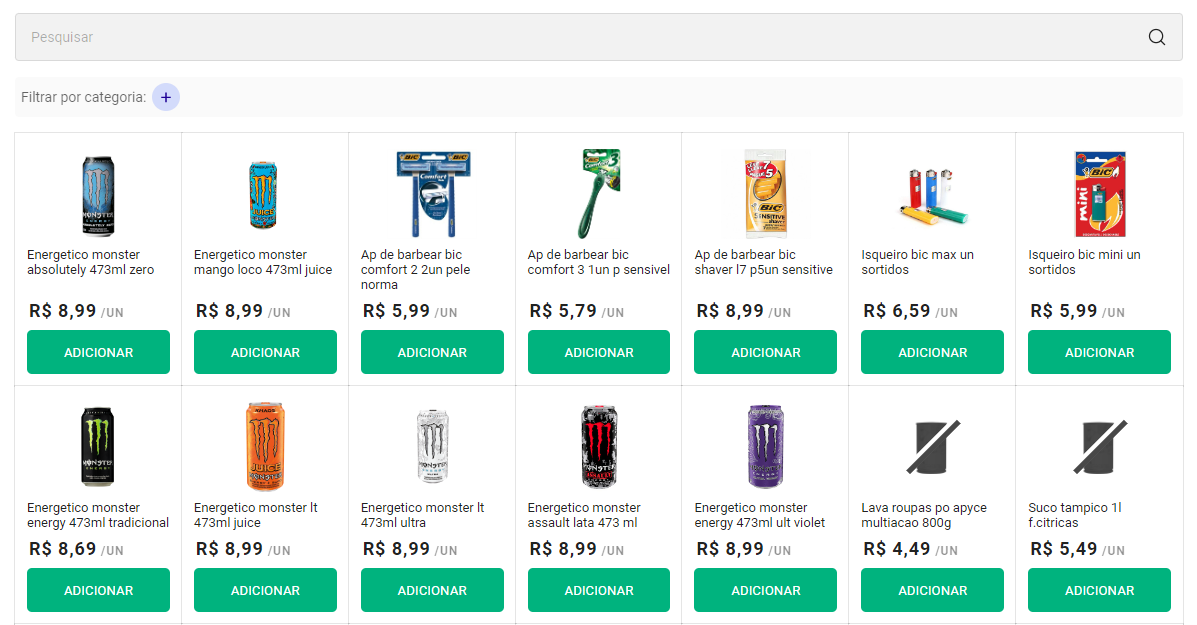 Pesquisar
Filtrar por categoria: +
Energetico monster
absolutely 473ml zero
R$ 8,99 /UN
ADICIONAR
Energetico monster
mango loco 473ml juice
R$ 8,99 /UN
ADICIONAR
Ap de barbear bic
comfort 2 2un pele
norma
R$ 5,99 /UN
ADICIONAR
Ap de barbear bic
comfort 3 1un p sensivel
R$ 5,79 /UN
ADICIONAR
Ap de barbear bic
shaver l7 p5un sensitive
R$ 8,99 /UN
ADICIONAR
Isqueiro bic max un
sortidos
R$ 6,59 /UN
ADICIONAR
Isqueiro bic mini un
sortidos
R$ 5,99 /UN
ADICIONAR
Energetico monster
energy 473ml tradicional
R$ 8,69 /UN
ADICIONAR
Energetico monster lt
473ml juice
R$ 8,99 /UN
ADICIONAR
Energetico monster lt
473ml ultra
R$ 8,99 /UN
ADICIONAR
Energetico monster
assault lata 473 ml
R$ 8,99 /UN
ADICIONAR
Energetico monster
energy 473ml ult violet
R$ 8,99 /UN
ADICIONAR
Lava roupas po apyce
multiacao 800g
R$ 4,49 /UN
ADICIONAR
Suco tampico 1l
f.citricas
R$ 5,49 /UN
ADICIONAR